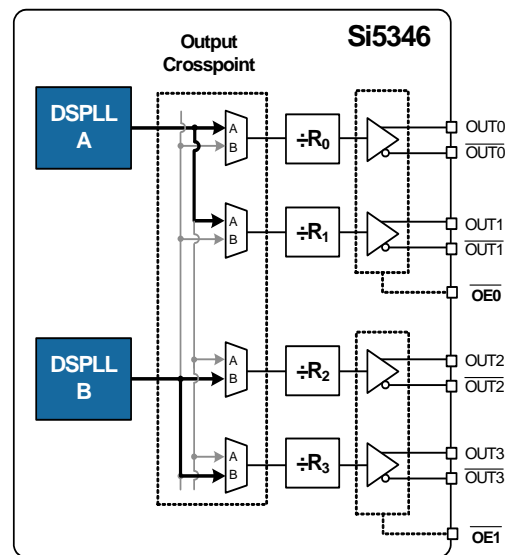 Si5346
Output
Crosspoint
DSPLL
A
A
B
÷R0
OUT0
OUT0
A
B
÷R1
OUT1
OUT1
OE0
DSPLL
B
A
B
÷R2
OUT2
OUT2
A
B
÷R3
OUT3
OUT3
OE1